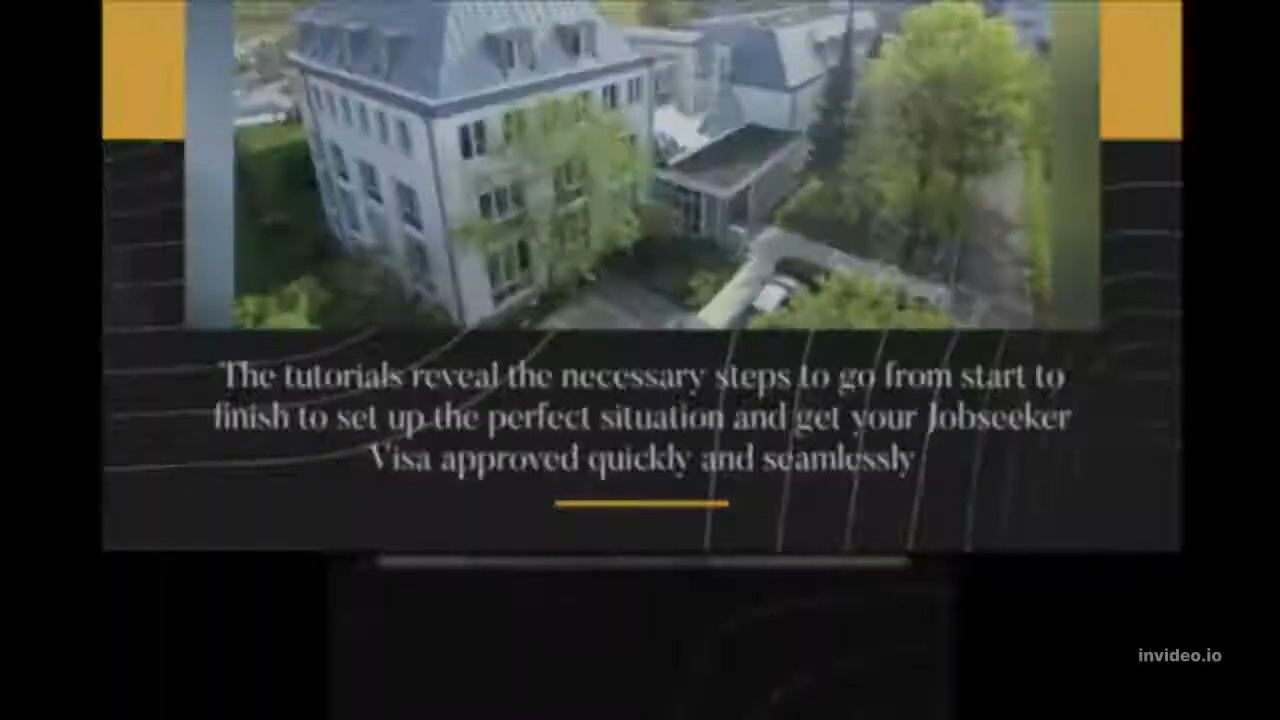 The tutorials reveal the necessary steps to go from start to
finish to set up the perfect situation and get your Jobseeker
Visa approved quickly and seamlessly
invideo.io